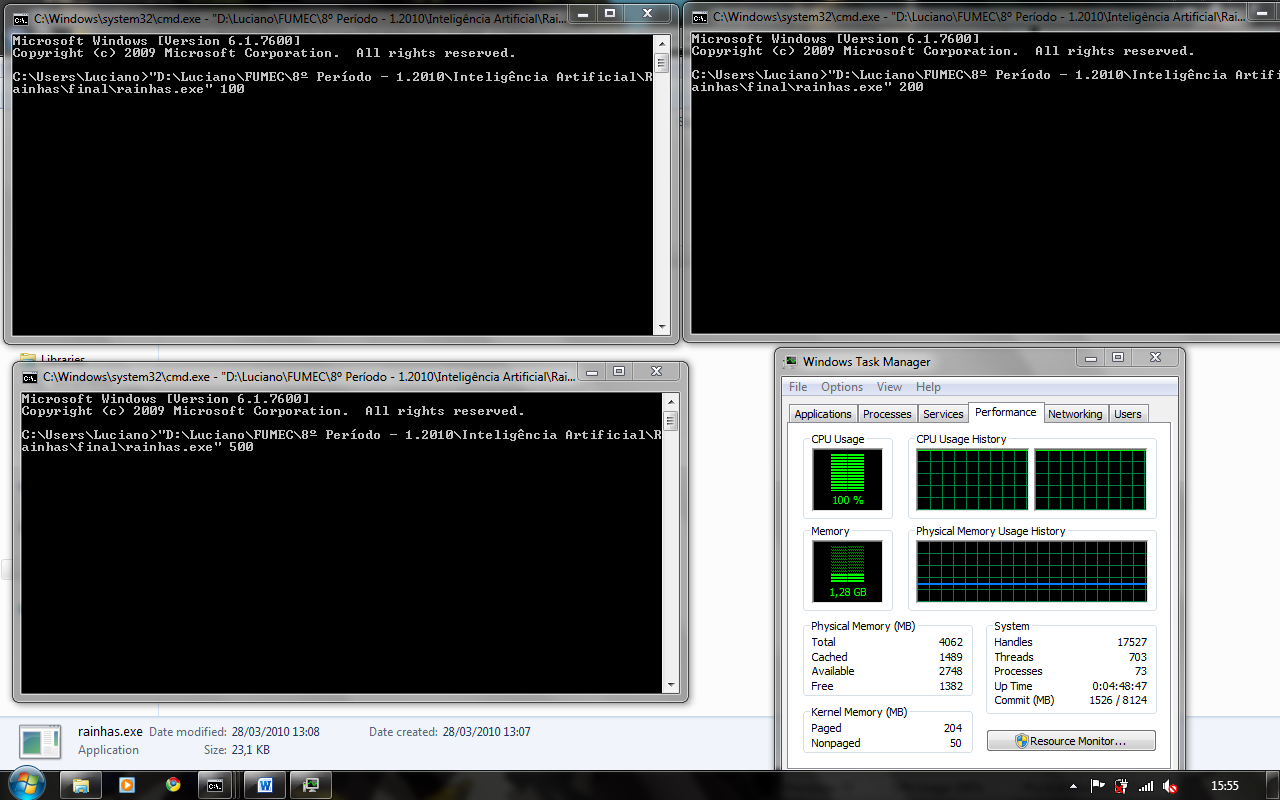 C:\Windows\system32\cmd.exe - "D:\Luciano\FUMEC\8º Período - 1.2010\Inteligência Artificial\Rai...
Microsoft Windows [Version 6.1.7600]
Copyright (c) 2009 Microsoft Corporation.  All rights reserved.
C:\Users\Luciano>"D:\Luciano\FUMEC\8º Período - 1.2010\Inteligência Artificial\R
ainhas\final\rainhas.exe" 100
C:\Windows\system32\cmd.exe - "D:\Luciano\FUMEC\8º Período - 1.2010\Inteligência Artificial\Rai...
Microsoft Windows [Version 6.1.7600]
Copyright (c) 2009 Microsoft Corporation.  All rights reserved.
C:\Users\Luciano>"D:\Luciano\FUMEC\8º Período - 1.2010\Inteligência Artifi
ainhas\final\rainhas.exe" 200
Libraries
C:\Windows\system32\cmd.exe - "D:\Luciano\FUMEC\8º Período - 1.2010\Inteligência Artificial\Rai...
Microsoft Windows [Version 6.1.7600]
Copyright (c) 2009 Microsoft Corporation.  All rights reserved.
C:\Users\Luciano>"D:\Luciano\FUMEC\8º Período - 1.2010\Inteligência Artificial\R
ainhas\final\rainhas.exe" 500
Windows Task Manager
File Options View Help
Applications Processes Services Performance Networking Users
CPU Usage CPU Usage History
100 %
Memory Physical Memory Usage History
1,28 GB
Physical Memory (MB)
Total 4062
Cached 1489
Available 2748
Free 1382
System
Handles 17527
Threads 703
Processes 73
Up Time 0:04:48:47
Commit (MB) 1526 / 8124
Kernel Memory (MB)
Paged 204
Nonpaged 50
Resource Monitor...
rainhas.exe Date modified: 28/03/2010 13:08 Date created: 28/03/2010 13:07
Application Size: 23,1 KB
15:55